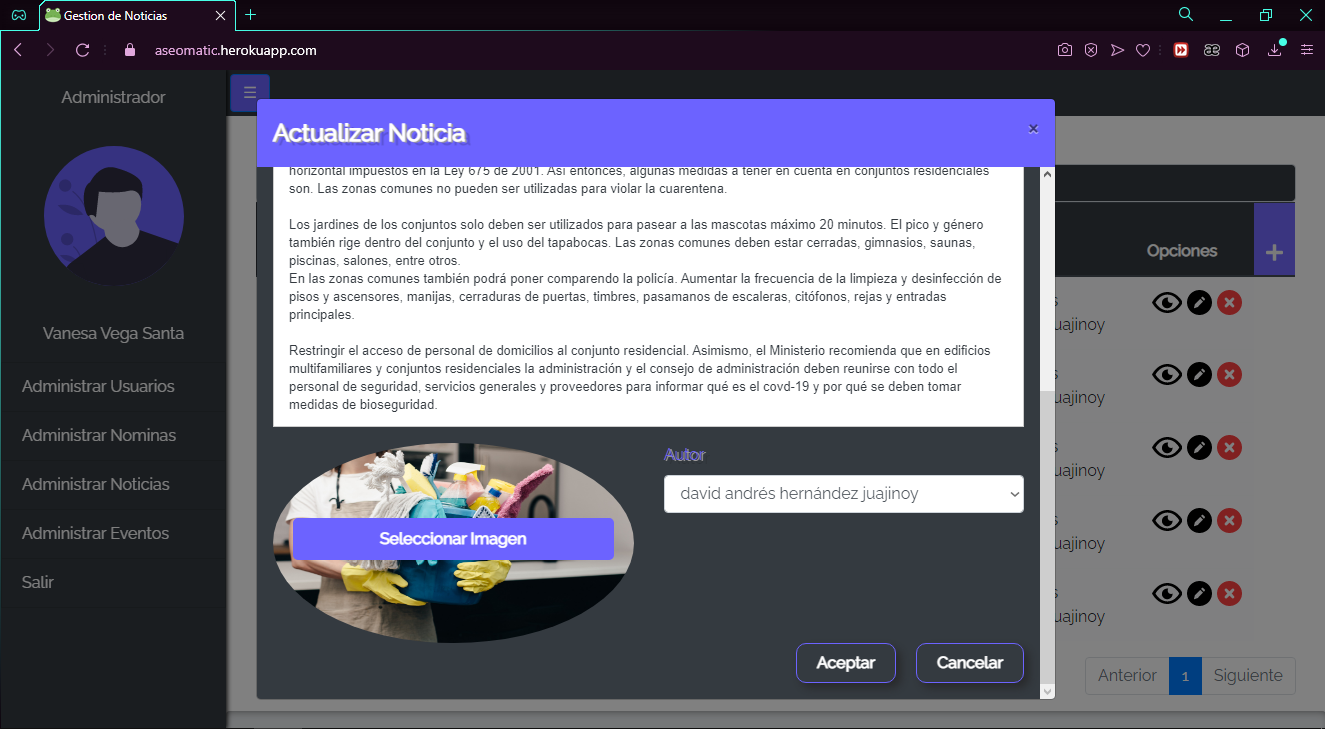 Gestion de Noticias
aseomatic.herokuapp.com
Administrador
Vanesa Vega Santa
Administrar Usuarios
Administrar Nominas
Administrar Noticias
Administrar Eventos
Salir
Actualizar Noticia
×
horizontal impuestos en la Ley 675 de 2001. Así entonces, algunas medidas a tener en cuenta en conjuntos residenciales
son. Las zonas comunes no pueden ser utilizadas para violar la cuarentena.
Los jardines de los conjuntos solo deben ser utilizados para pasear a las mascotas máximo 20 minutos. El pico y género
también rige dentro del conjunto y el uso del tapabocas. Las zonas comunes deben estar cerradas, gimnasios, saunas,
piscinas, salones, entre otros.
En las zonas comunes también podrá poner comparendo la policía. Aumentar la frecuencia de la limpieza y desinfección de
pisos y ascensores, manijas, cerraduras de puertas, timbres, pasamanos de escaleras, citófonos, rejas y entradas
principales.
Restringir el acceso de personal de domicilios al conjunto residencial. Asimismo, el Ministerio recomienda que en edificios
multifamiliares y conjuntos residenciales la administración y el consejo de administración deben reunirse con todo el
personal de seguridad, servicios generales y proveedores para informar qué es el covd-19 y por qué se deben tomar
medidas de bioseguridad.
Seleccionar Imagen
Autor
david andrés hernández juajinoy
Aceptar
Cancelar
Opciones
+
s
uajinoy
s
uajinoy
s
uajinoy
s
uajinoy
s
uajinoy
Anterior 1 Siguiente